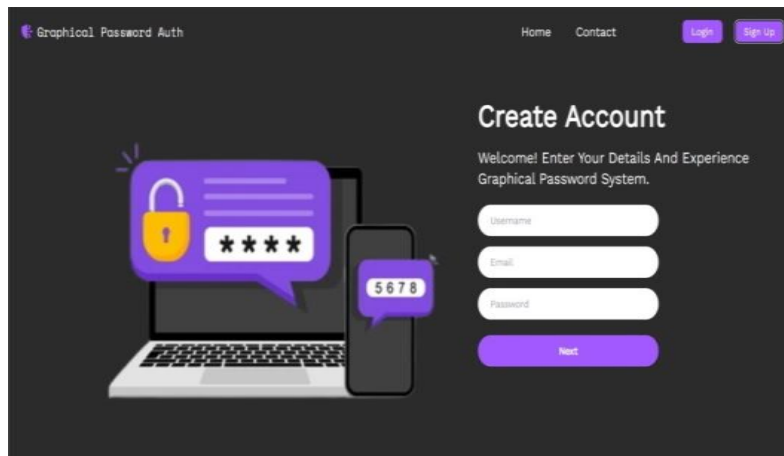 Graphical Password Auth
Home
Contact
Login
Sign Up
Create Account
Welcome! Enter Your Details And Experience
Graphical Password System.
Username
Email
Password
Next
****
5678